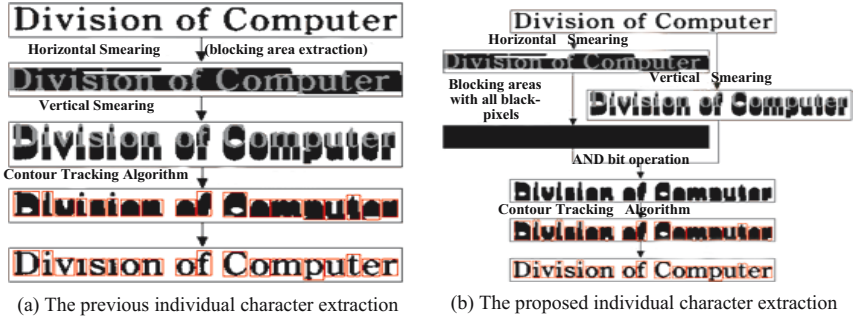 Division of Computer
Horizontal Smearing (blocking area extraction)
Division of Computer
Vertical Smearing
Division of Computer
Contour Tracking Algorithm
Division of Computer
Division of Computer
(a) The previous individual character extraction
Division of Computer
Horizontal Smearing
Division of Computer
Vertical Smearing
Blocking areas
with all black-
pixels
Division of Computer
AND bit operation
Division of Computer
Contour Tracking Algorithm
Division of Computer
Division of Computer
(b) The proposed individual character extraction